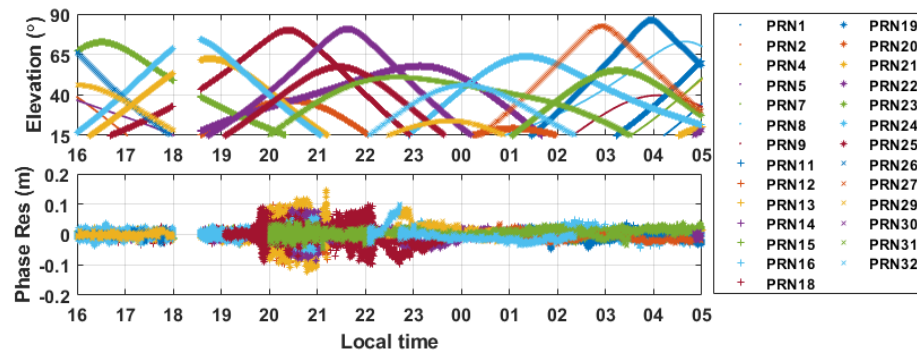 Elevation (°)
90
65
40
15
16 17 18 19 20 21 22 23 00 01 02 03 04 05
Phase Res (m)
0.2
0.1
0
-0.1
-0.2
16 17 18 19 20 21 22 23 00 01 02 03 04 05
Local time
PRN1
PRN2
PRN4
PRN5
PRN7
PRN8
PRN9
PRN11
PRN12
PRN13
PRN14
PRN15
PRN16
PRN18
PRN19
PRN20
PRN21
PRN22
PRN23
PRN24
PRN25
PRN26
PRN27
PRN29
PRN30
PRN31
PRN32